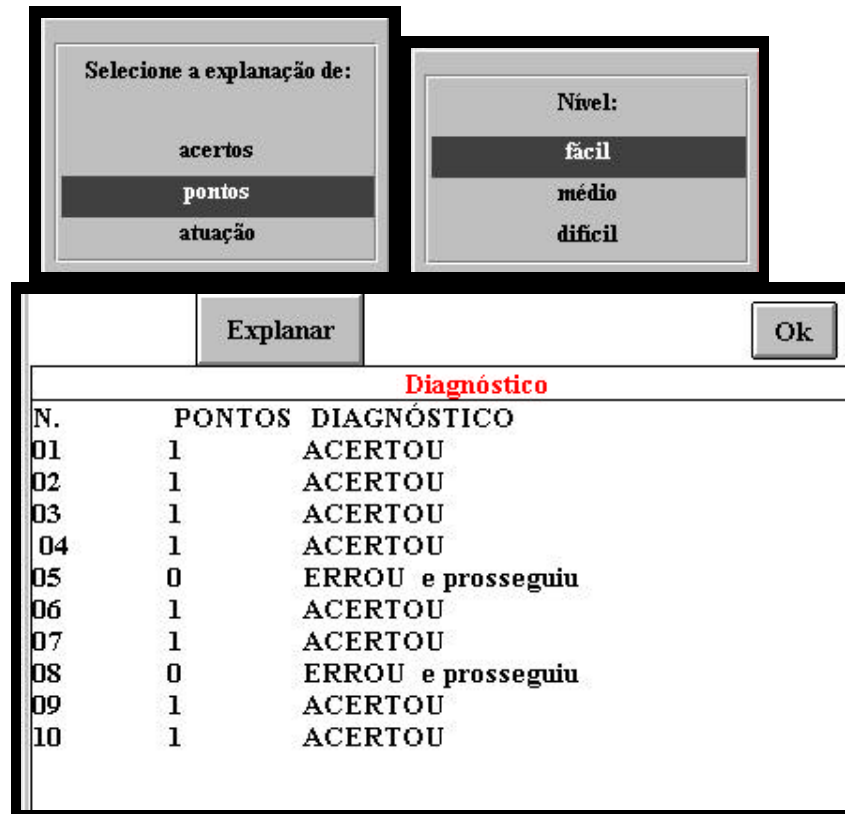 Selecione a explanação de:
acertos
pontos
atuação
Nível:
fácil
médio
difícil
Explanar
Ok
Diagnóstico
N. PONTOS DIAGNÓSTICO
01 1 ACERTOU
02 1 ACERTOU
03 1 ACERTOU
04 1 ACERTOU
05 0 ERROU e prosseguiu
06 1 ACERTOU
07 1 ACERTOU
08 0 ERROU e prosseguiu
09 1 ACERTOU
10 1 ACERTOU